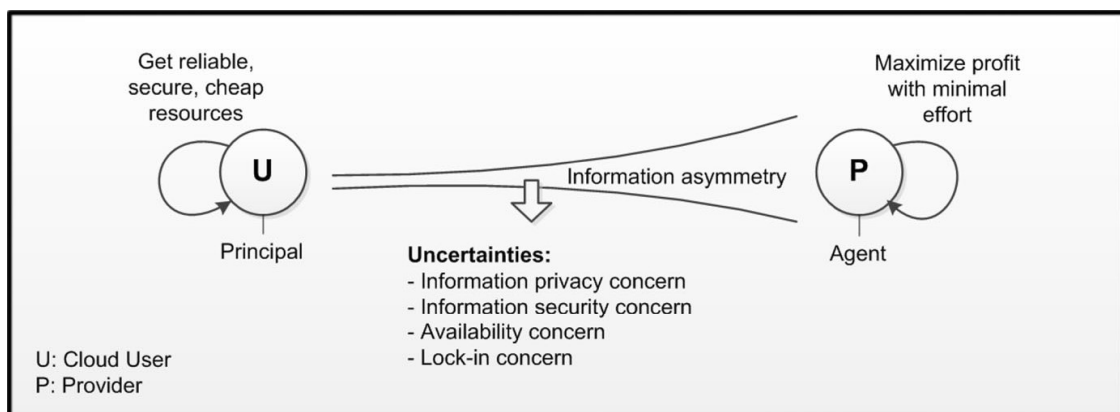 Get reliable,
secure, cheap
resources
U
Principal
Information asymmetry
Maximize profit
with minimal
effort
P
Agent
Uncertainties:
- Information privacy concern
- Information security concern
- Availability concern
- Lock-in concern
U: Cloud User
P: Provider